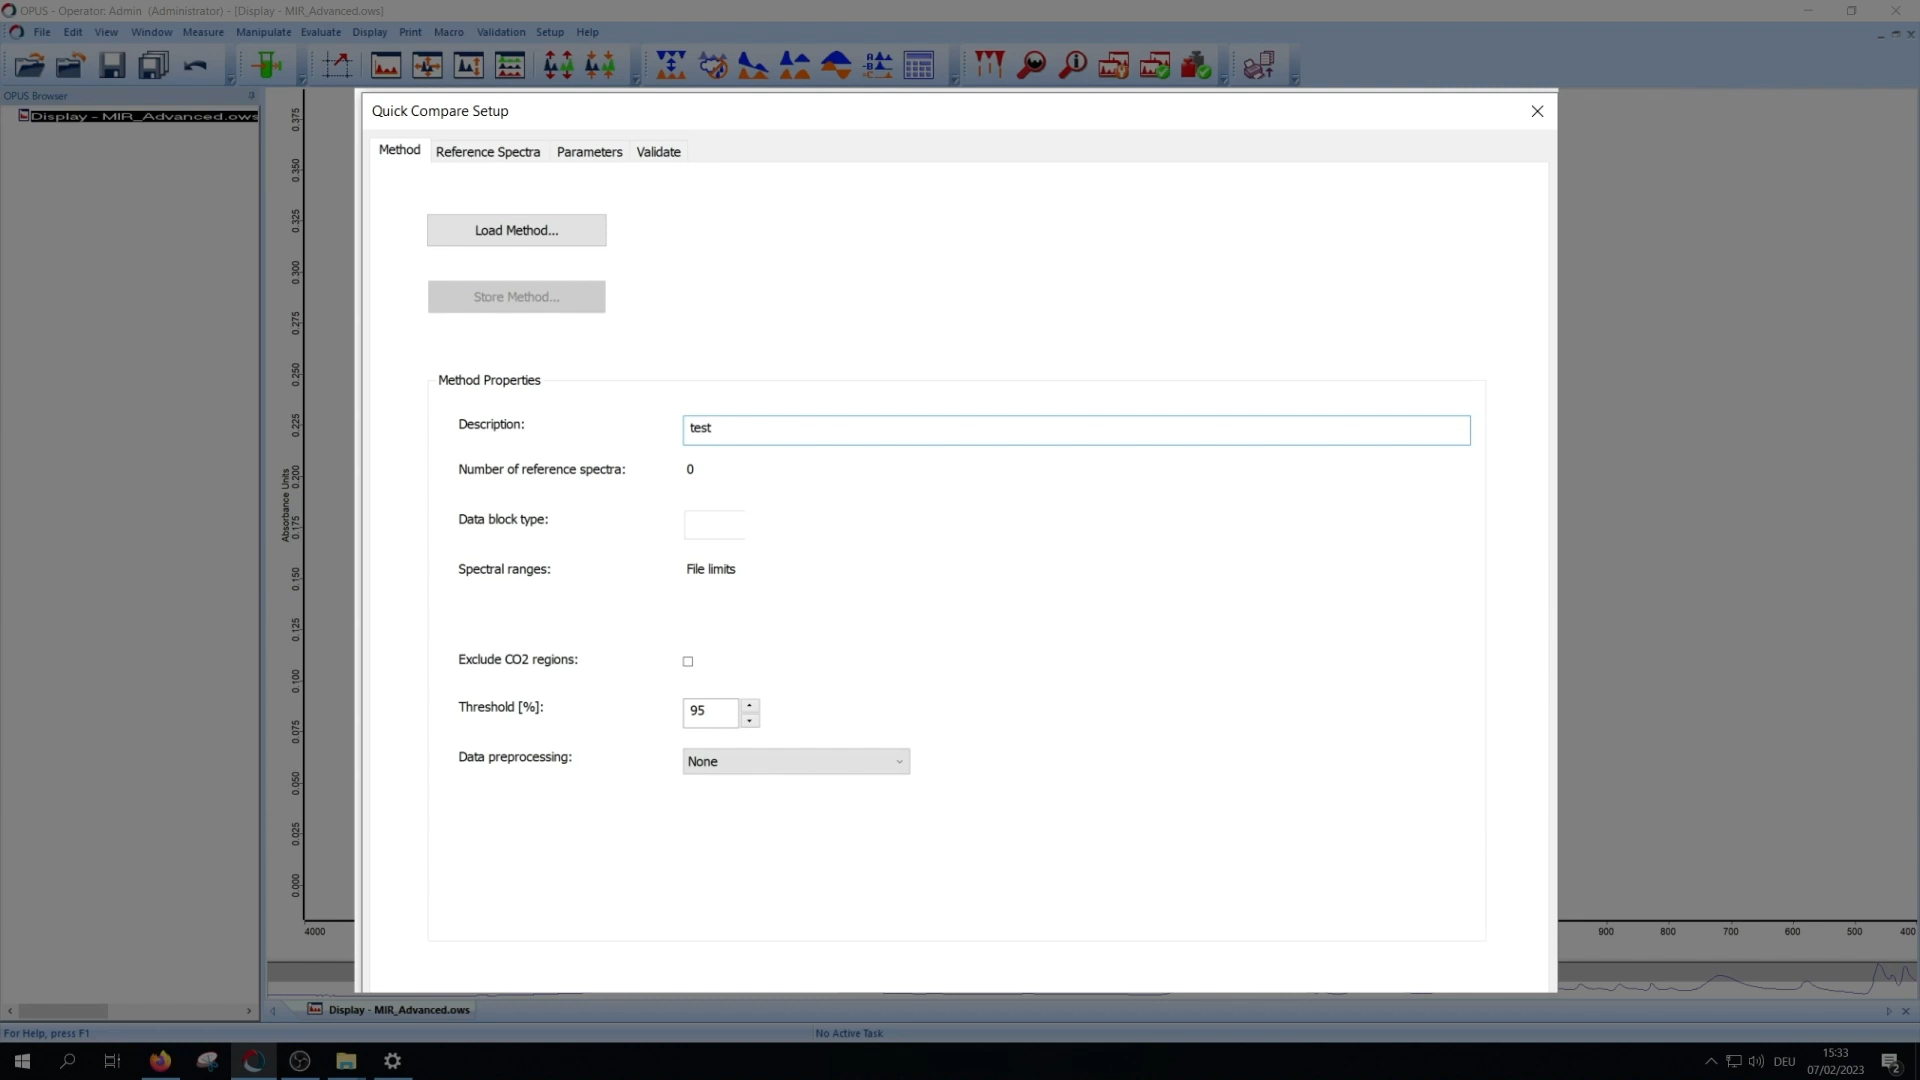 OPUS - Operator: Admin (Administrator) - [Display - MIR_Advanced.ows]
File Edit View Window Measure Manipulate Evaluate Display Print Macro Validation Setup Help
OPUS Browser
Display - MIR_Advanced.ows
Quick Compare Setup
Method Reference Spectra Parameters Validate
Load Method...
Store Method...
Method Properties
Description: test
Number of reference spectra: 0
Data block type:
Spectral ranges: File limits
Exclude CO2 regions:
Threshold [%]: 95
Data preprocessing: None
0.375
0.350
0.325
0.300
0.275
0.250
0.225
0.200
0.175
0.150
0.125
0.100
0.075
0.050
0.025
0.000
Absorbance Units
4000 900 800 700 600 500 400
Display - MIR_Advanced.ows
For Help, press F1 No Active Task
DEU 15:33
07/02/2023
2